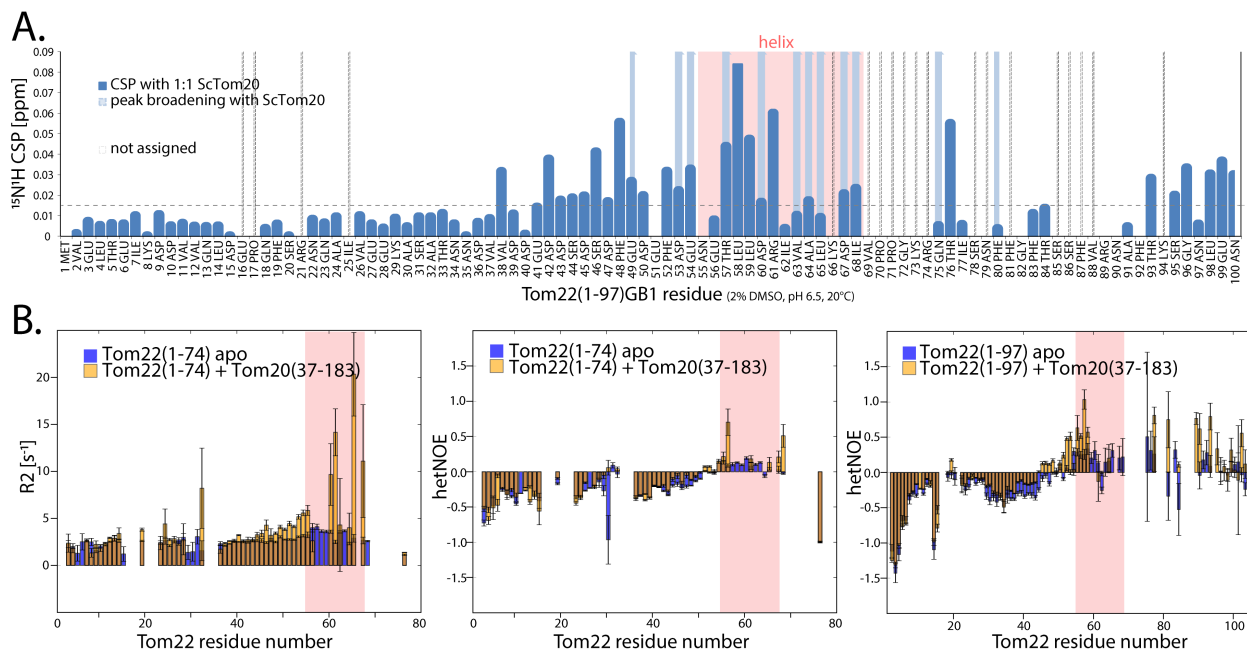 A.
helix
CSP with 1:1 ScTom20
peak broadening with ScTom20
not assigned
¹⁵N¹H CSP [ppm]
0.09
0.08
0.07
0.06
0.05
0.04
0.03
0.02
0.01
0
1 MET
2 VAL
3 GLU
4 LEU
5 THR
6 GLU
7 ILE
8 LYS
9 ASP
10 ASP
11 VAL
12 VAL
13 GLN
14 LEU
15 ASP
16 GLU
17 PRO
18 GLN
19 PHE
20 SER
21 ARG
22 ASN
23 GLN
24 ALA
25 ILE
26 VAL
27 GLU
28 GLU
29 LYS
30 ALA
31 SER
32 ALA
33 THR
34 ASN
35 ASN
36 ASP
37 VAL
38 VAL
39 ASP
40 ASP
41 GLU
42 ASP
43 ASP
44 SER
45 ASP
46 SER
47 ASP
48 PHE
49 GLU
50 ASP
51 GLU
52 PHE
53 ASP
54 GLU
55 ASN
56 GLU
57 THR
58 LEU
59 LEU
60 ASP
61 ARG
62 ILE
63 VAL
64 ALA
65 LEU
66 LYS
67 ASP
68 ILE
69 VAL
70 PRO
71 PRO
72 GLY
73 LYS
74 ARG
75 GLN
76 THR
77 ILE
78 SER
79 ASN
80 PHE
81 PHE
82 GLY
83 PHE
84 THR
85 SER
86 SER
87 PHE
88 VAL
89 ARG
90 ASN
91 ALA
92 PHE
93 THR
94 LYS
95 SER
96 GLY
97 ASN
98 LEU
99 GLU
100 ASN
Tom22(1-97)GB1 residue (2% DMSO, pH 6.5, 20°C)
B.
Tom22(1-74) apo
Tom22(1-74) + Tom20(37-183)
R2 [s⁻¹]
20
15
10
5
0
0 20 40 60 80
Tom22 residue number
Tom22(1-74) apo
Tom22(1-74) + Tom20(37-183)
hetNOE
1.0
0.5
0.0
-0.5
-1.0
-1.5
0 20 40 60 80
Tom22 residue number
Tom22(1-97) apo
Tom22(1-97) + Tom20(37-183)
hetNOE
1.5
1.0
0.5
0.0
-0.5
-1.0
-1.5
20 40 60 80 100
Tom22 residue number